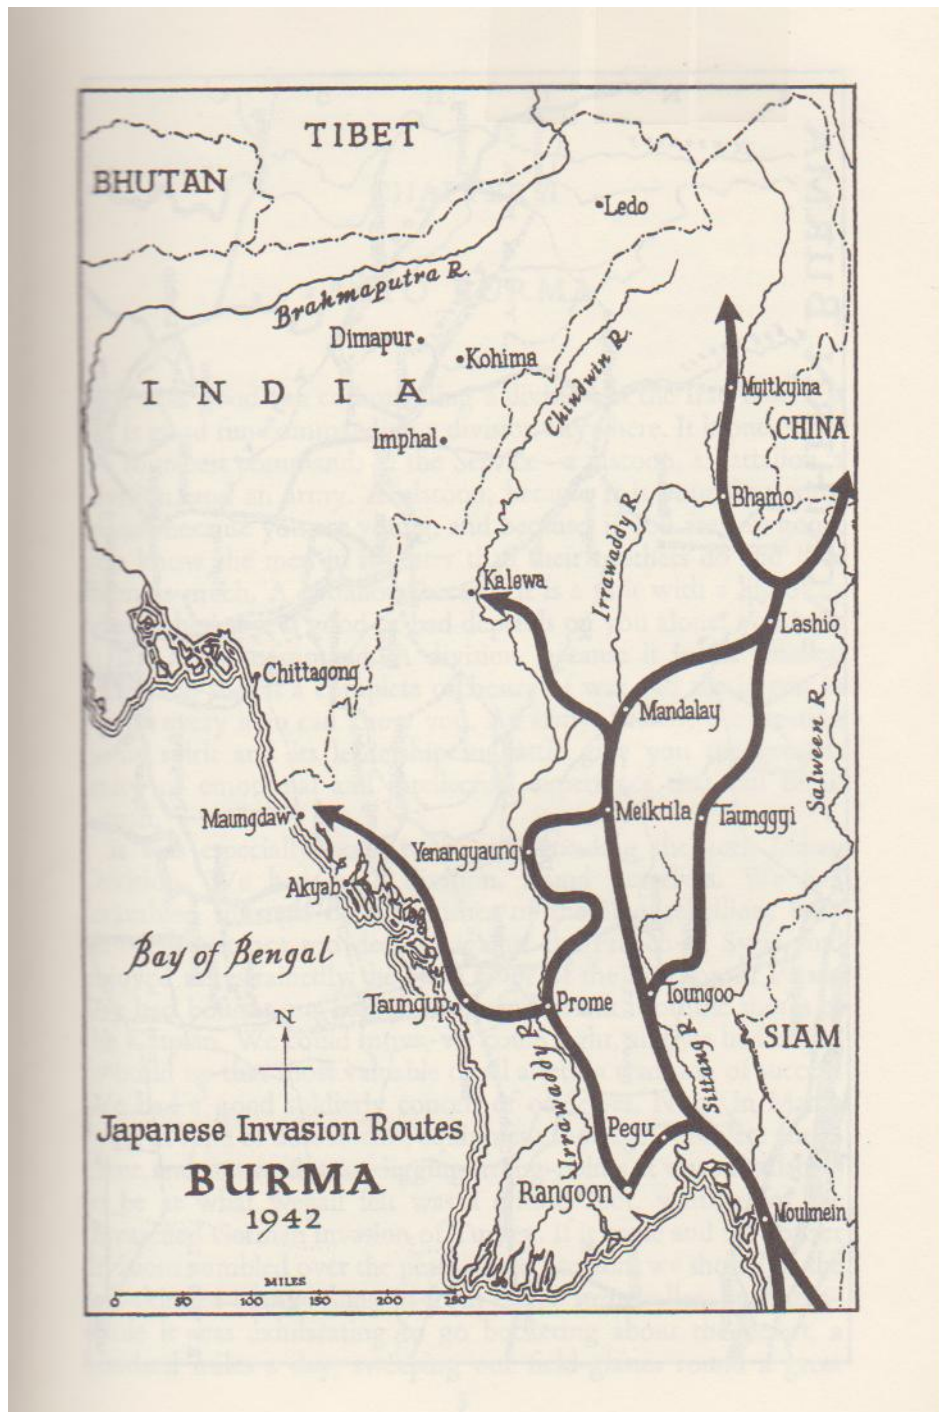 TIBET
BHUTAN
Ledo
Brahmaputra R.
Dimapur
Kohima
Chindwin R.
INDIA
Myitkyina
CHINA
Imphal
Bhamo
Irrawaddy R.
Kalewa
Lashio
Chittagong
Mandalay
Salween R.
Maungdaw
Meiktila
Taunggyi
Yenangyaung
Akyab
Bay of Bengal
Taungup
Prome
Toungoo
N
SIAM
Irrawaddy R.
Sittang R.
Japanese Invasion Routes
Pegu
BURMA
Rangoon
1942
Moulmein
MILES
0 50 100 150 200 250